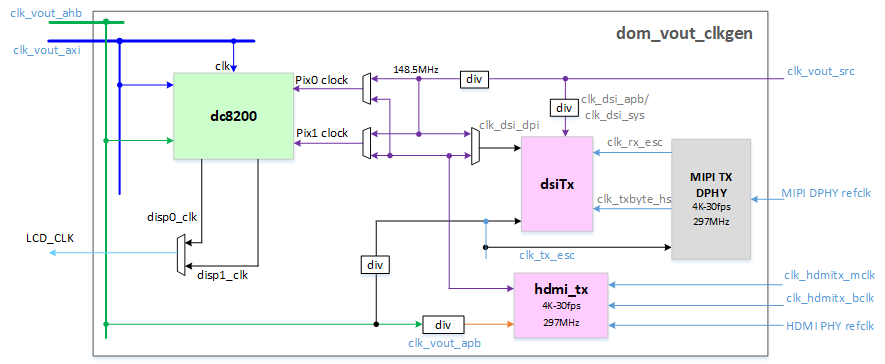 clk_vout_ahb
dom_vout_clkgen
clk_vout_axi
clk
148.5MHz
clk_vout_src
Pix0 clock
div
dc8200
div
clk_dsi_apb/
clk_dsi_sys
Pix1 clock
clk_dsi_dpi
clk_rx_esc
MIPI TX
DPHY
4K-30fps
297MHz
dsiTx
clk_txbyte_hs
MIPI DPHY refclk
disp0_clk
LCD_CLK
clk_tx_esc
div
disp1_clk
clk_hdmitx_mclk
hdmi_tx
4K-30fps
297MHz
clk_hdmitx_bclk
div
HDMI PHY refclk
clk_vout_apb